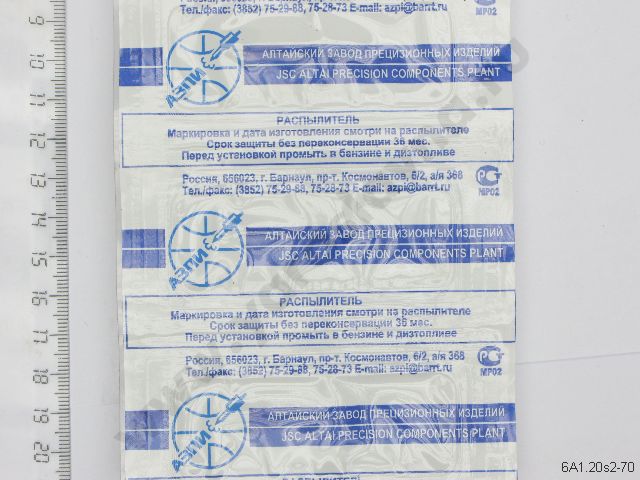 Тел./факс: (3852) 75-29-88, 75-28-73 E-mail: azpi@barrt.ru
МР02
АЛТАЙСКИЙ ЗАВОД ПРЕЦИЗИОННЫХ ИЗДЕЛИЙ
JSC ALTAI PRECISION COMPONENTS PLANT
АЗПИ
РАСПЫЛИТЕЛЬ
Маркировка и дата изготовления смотри на распылителе
Срок защиты без переконсервации 36 мес.
Перед установкой промыть в бензине и дизтопливе
Россия, 656023, г. Барнаул, пр-т. Космонавтов, 6/2, а/я 368
Тел./факс: (3852) 75-29-88, 75-28-73 E-mail: azpi@barrt.ru
МР02
АЛТАЙСКИЙ ЗАВОД ПРЕЦИЗИОННЫХ ИЗДЕЛИЙ
JSC ALTAI PRECISION COMPONENTS PLANT
АЗПИ
РАСПЫЛИТЕЛЬ
Маркировка и дата изготовления смотри на распылителе
Срок защиты без переконсервации 36 мес.
Перед установкой промыть в бензине и дизтопливе
Россия, 656023, г. Барнаул, пр-т. Космонавтов, 6/2, а/я 368
Тел./факс: (3852) 75-29-88, 75-28-73 E-mail: azpi@barrt.ru
МР02
АЛТАЙСКИЙ ЗАВОД ПРЕЦИЗИОННЫХ ИЗДЕЛИЙ
JSC ALTAI PRECISION COMPONENTS PLANT
АЗПИ
9
10
11
12
13
14
15
16
17
18
19
20
6A1.20s2-70